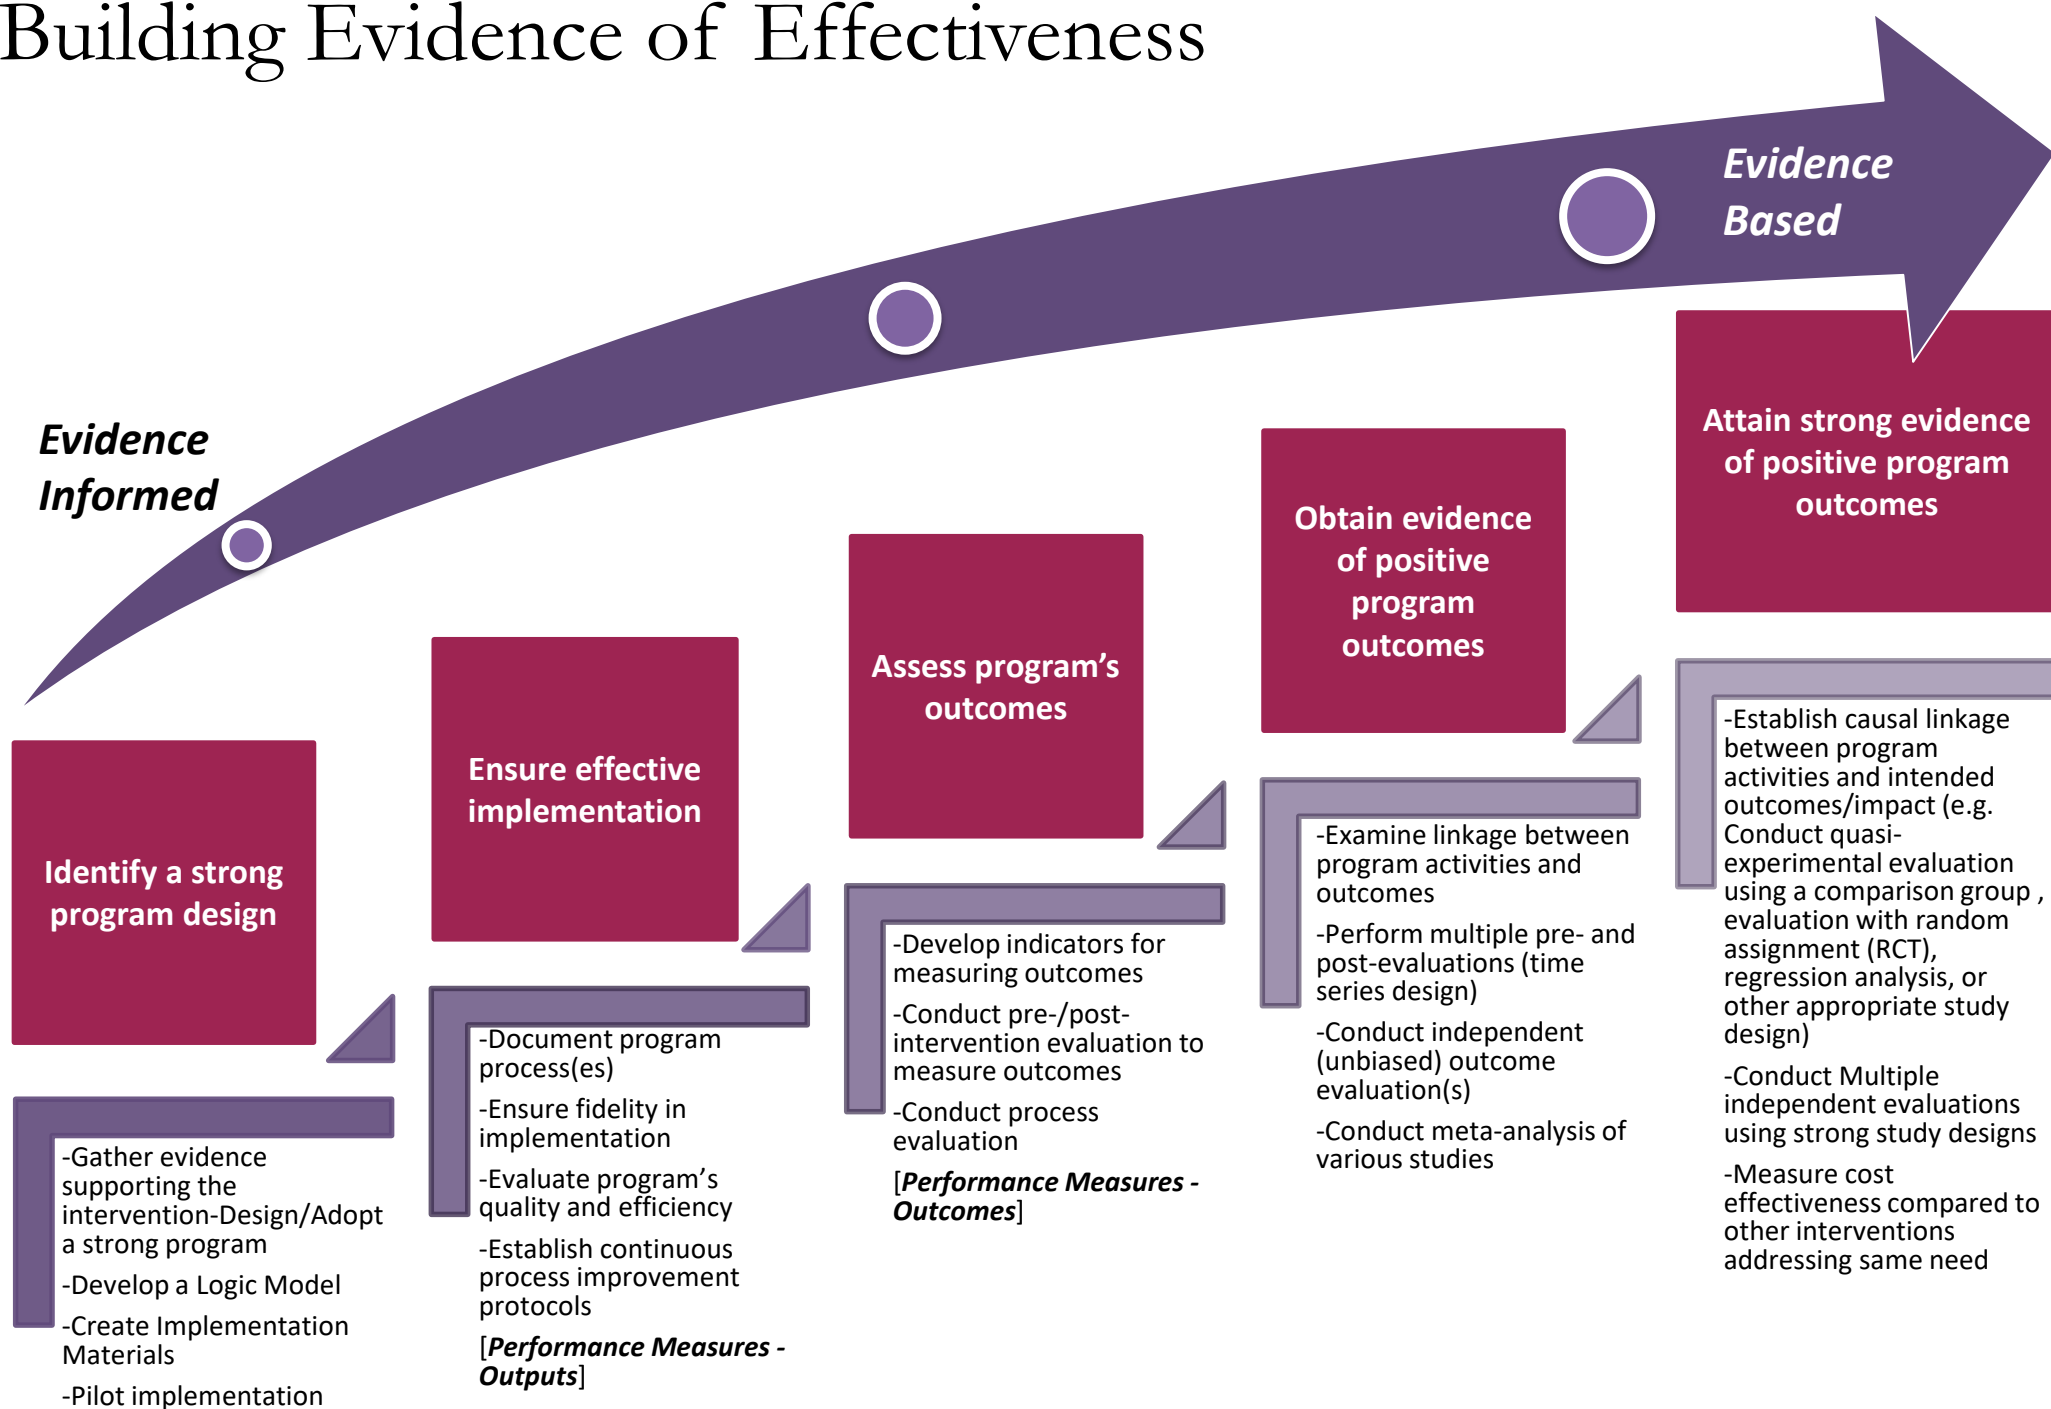 Building Evidence of Effectiveness
Evidence
Based
Evidence
Informed
Identify a strong
program design
-Gather evidence
supporting the
intervention-Design/Adopt
a strong program
-Develop a Logic Model
-Create Implementation
Materials
-Pilot implementation
Ensure effective
implementation
-Document program
process(es)
-Ensure fidelity in
implementation
-Evaluate program’s
quality and efficiency
-Establish continuous
process improvement
protocols
[Performance Measures -
Outputs]
Assess program’s
outcomes
-Develop indicators for
measuring outcomes
-Conduct pre-/post-
intervention evaluation to
measure outcomes
-Conduct process
evaluation
[Performance Measures -
Outcomes]
Obtain evidence
of positive
program
outcomes
-Examine linkage between
program activities and
outcomes
-Perform multiple pre- and
post-evaluations (time
series design)
-Conduct independent
(unbiased) outcome
evaluation(s)
-Conduct meta-analysis of
various studies
Attain strong evidence
of positive program
outcomes
-Establish causal linkage
between program
activities and intended
outcomes/impact (e.g.
Conduct quasi-
experimental evaluation
using a comparison group ,
evaluation with random
assignment (RCT),
regression analysis, or
other appropriate study
design)
-Conduct Multiple
independent evaluations
using strong study designs
-Measure cost
effectiveness compared to
other interventions
addressing same need